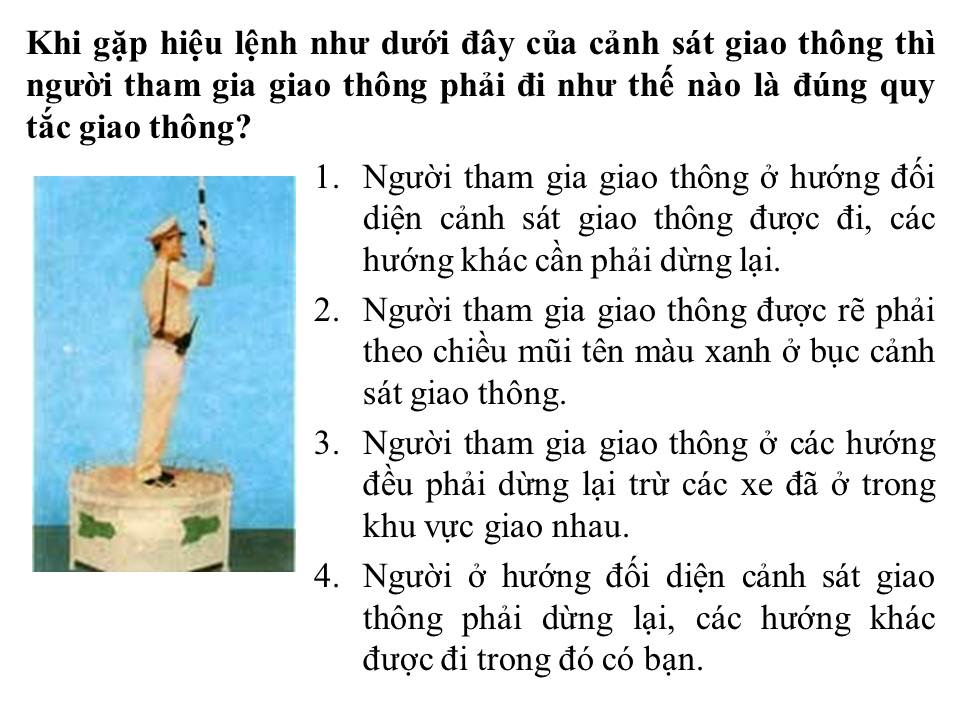 Khi gặp hiệu lệnh như dưới đây của cảnh sát giao thông thì
người tham gia giao thông phải đi như thế nào là đúng quy
tắc giao thông?
1. Người tham gia giao thông ở hướng đối
diện cảnh sát giao thông được đi, các
hướng khác cần phải dừng lại.
2. Người tham gia giao thông được rẽ phải
theo chiều mũi tên màu xanh ở bục cảnh
sát giao thông.
3. Người tham gia giao thông ở các hướng
đều phải dừng lại trừ các xe đã ở trong
khu vực giao nhau.
4. Người ở hướng đối diện cảnh sát giao
thông phải dừng lại, các hướng khác
được đi trong đó có bạn.